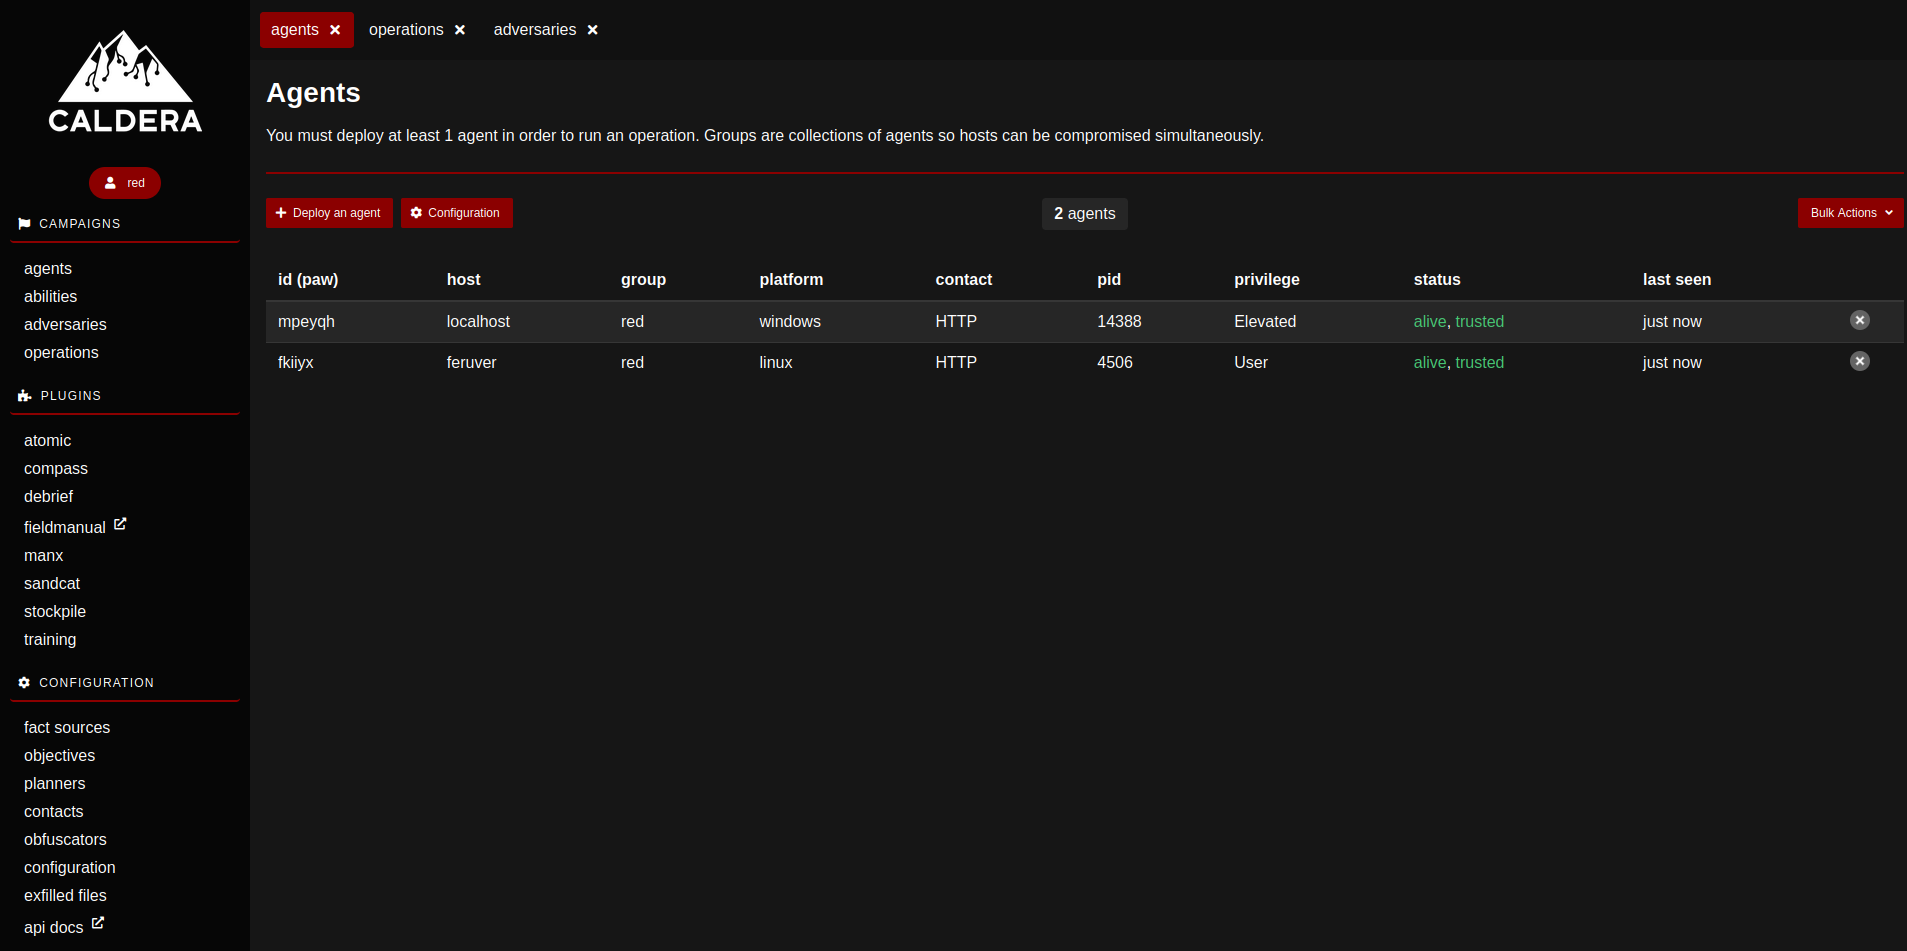 CALDERA
red
CAMPAIGNS
agents
abilities
adversaries
operations
PLUGINS
atomic
compass
debrief
fieldmanual
manx
sandcat
stockpile
training
CONFIGURATION
fact sources
objectives
planners
contacts
obfuscators
configuration
exfilled files
api docs
agents operations adversaries
Agents
You must deploy at least 1 agent in order to run an operation. Groups are collections of agents so hosts can be compromised simultaneously.
Deploy an agent Configuration 2 agents Bulk Actions
id (paw) host group platform contact pid privilege status last seen
mpeyqh localhost red windows HTTP 14388 Elevated alive, trusted just now
fkiiyx feruver red linux HTTP 4506 User alive, trusted just now